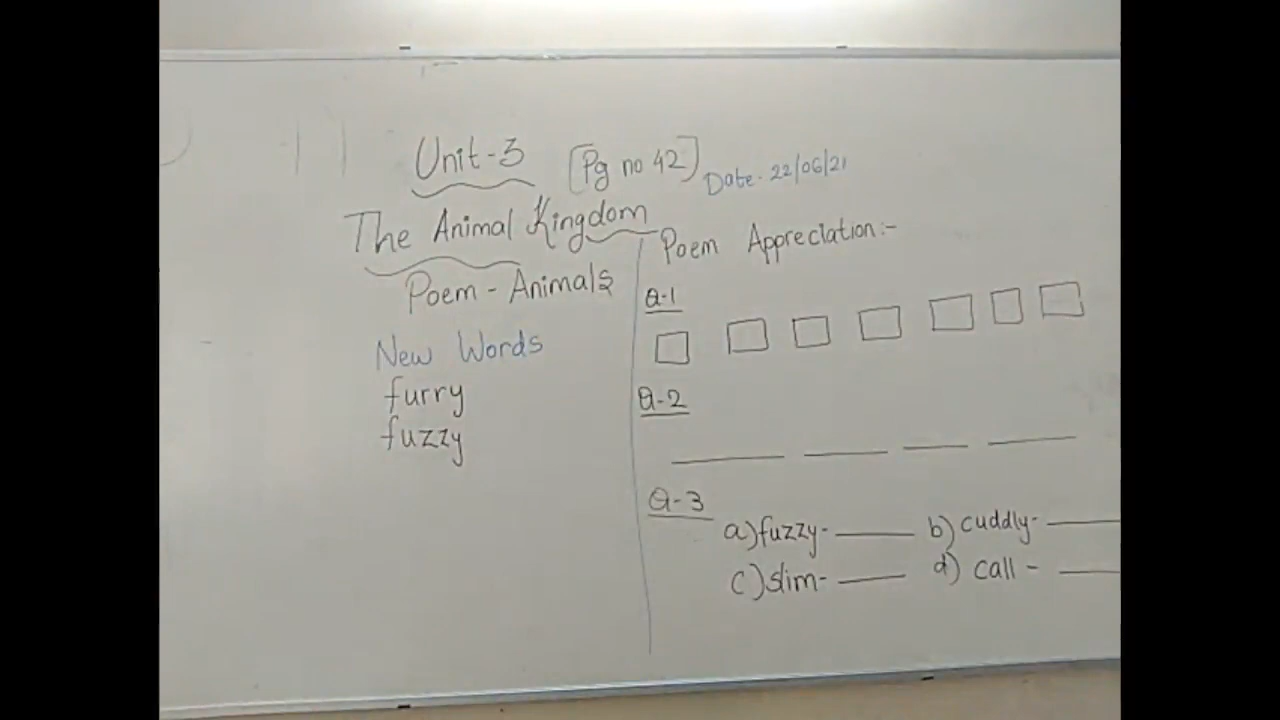 Unit-3 [Pg no 42] Date. 22/06/21
The Animal Kingdom
Poem - Animals
New Words
furry
fuzzy
Poem Appreciation:-
Q-1
Q-2
Q-3
a) fuzzy- b) cuddly-
c) slim- d) call -